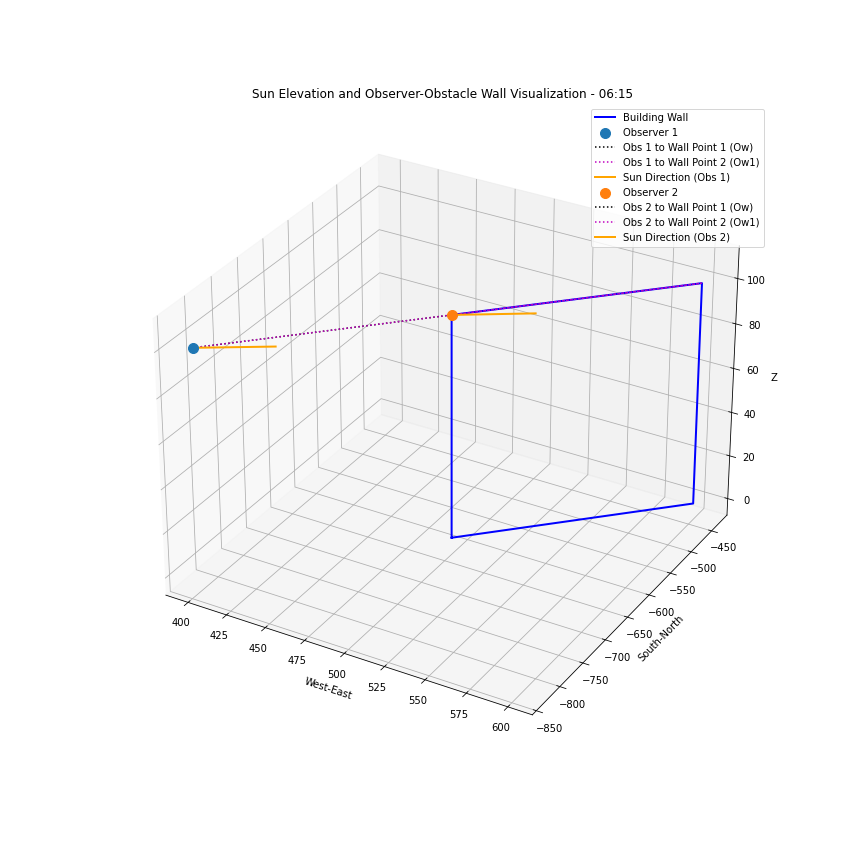 Sun Elevation and Observer-Obstacle Wall Visualization - 06:15
Building Wall
Observer 1
Obs 1 to Wall Point 1 (Ow)
Obs 1 to Wall Point 2 (Ow1)
Sun Direction (Obs 1)
Observer 2
Obs 2 to Wall Point 1 (Ow)
Obs 2 to Wall Point 2 (Ow1)
Sun Direction (Obs 2)
100
80
60
Z
40
20
0
−450
−500
−550
−600
−650
−700
−750
−800
−850
South-North
400
425
450
475
500
525
550
575
600
West-East